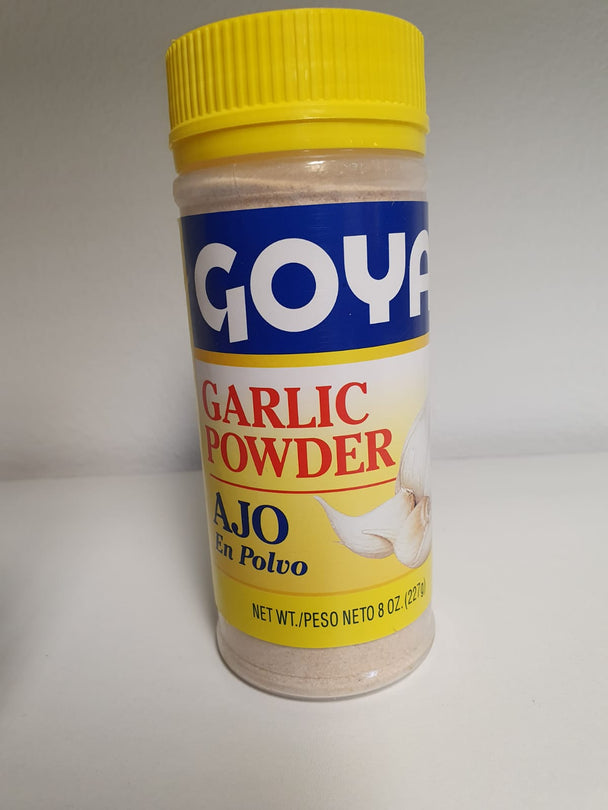 GOYA
GARLIC
POWDER
AJO
En Polvo
NET WT./PESO NETO 8 OZ. (227g)